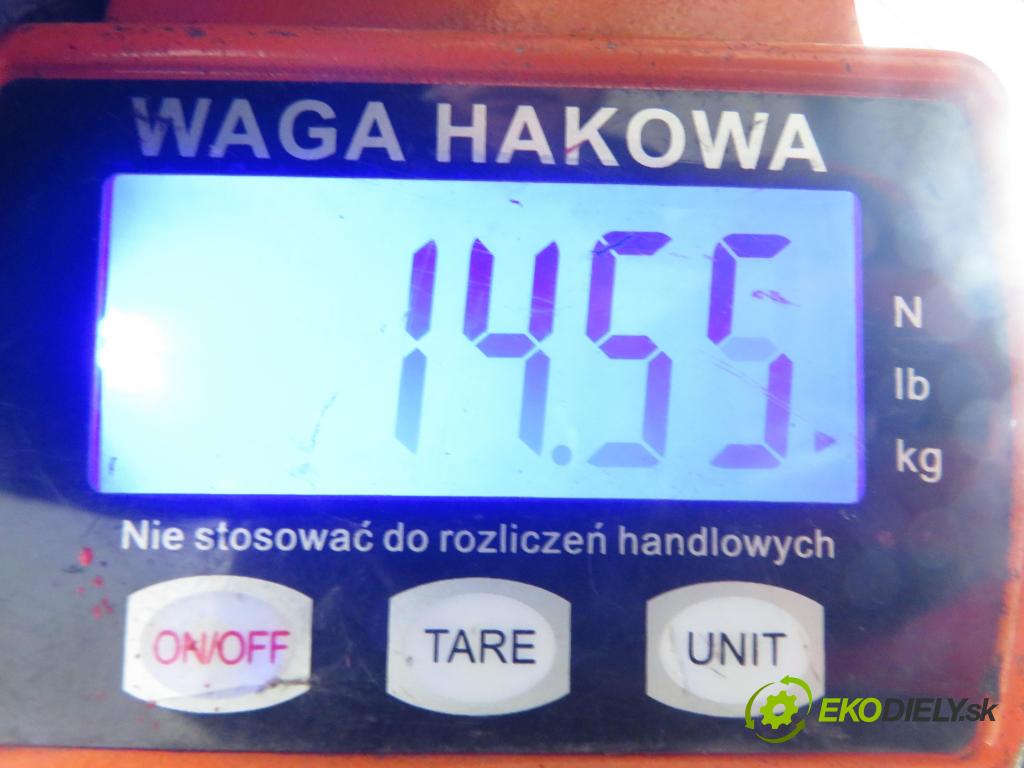 WAGA HAKOWA
14.55
N
lb
kg
Nie stosować do rozliczeń handlowych
ON/OFF TARE UNIT
EKODIELY.sk